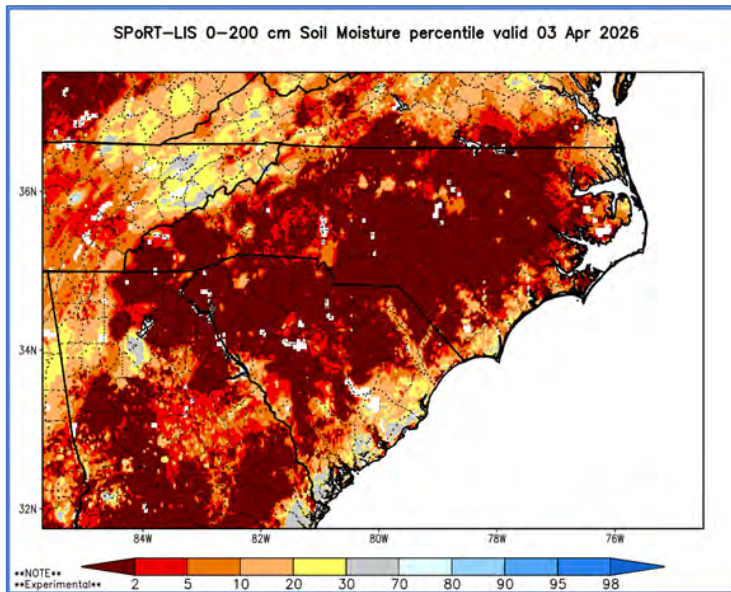 SPoRT-LIS 0-200 cm Soil Moisture percentile valid 03 Apr 2026
36N
34N
32N
84W 82W 80W 78W 76W
**NOTE**
**Experimental**
2 5 10 20 30 70 80 90 95 98